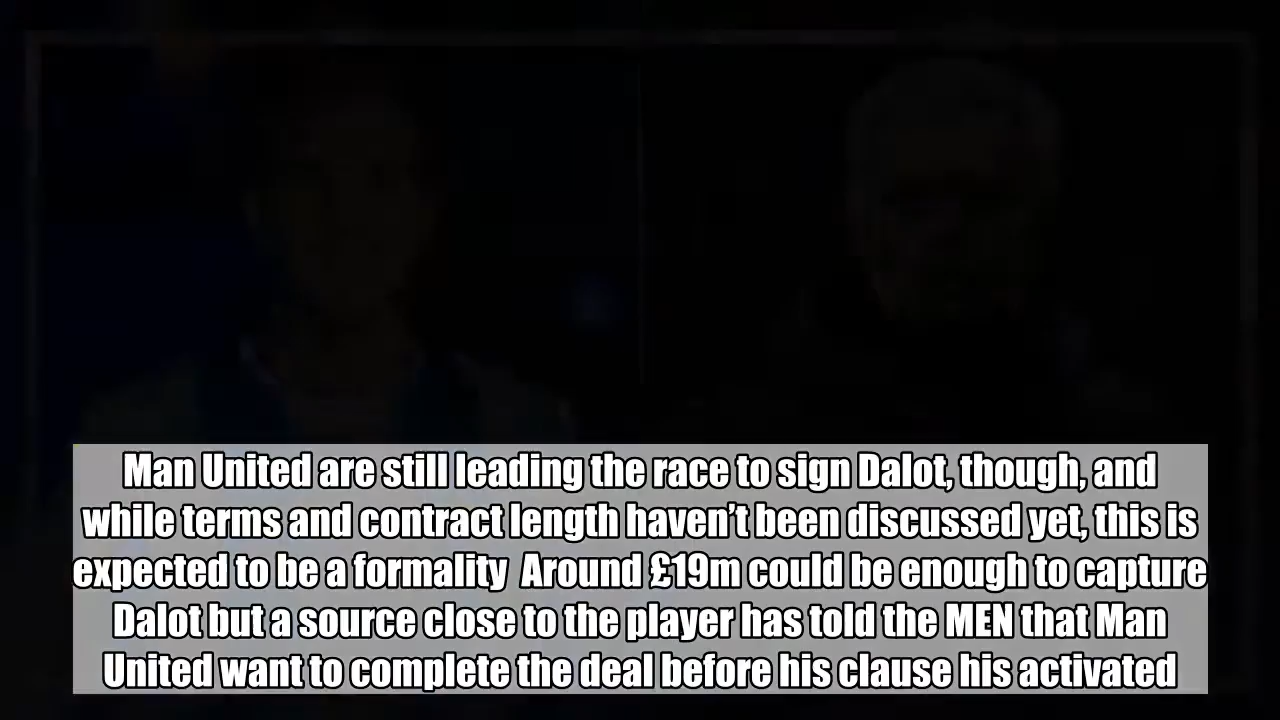 Man United are still leading the race to sign Dalot, though, and
while terms and contract length haven’t been discussed yet, this is
expected to be a formality  Around £19m could be enough to capture
Dalot but a source close to the player has told the MEN that Man
United want to complete the deal before his clause his activated